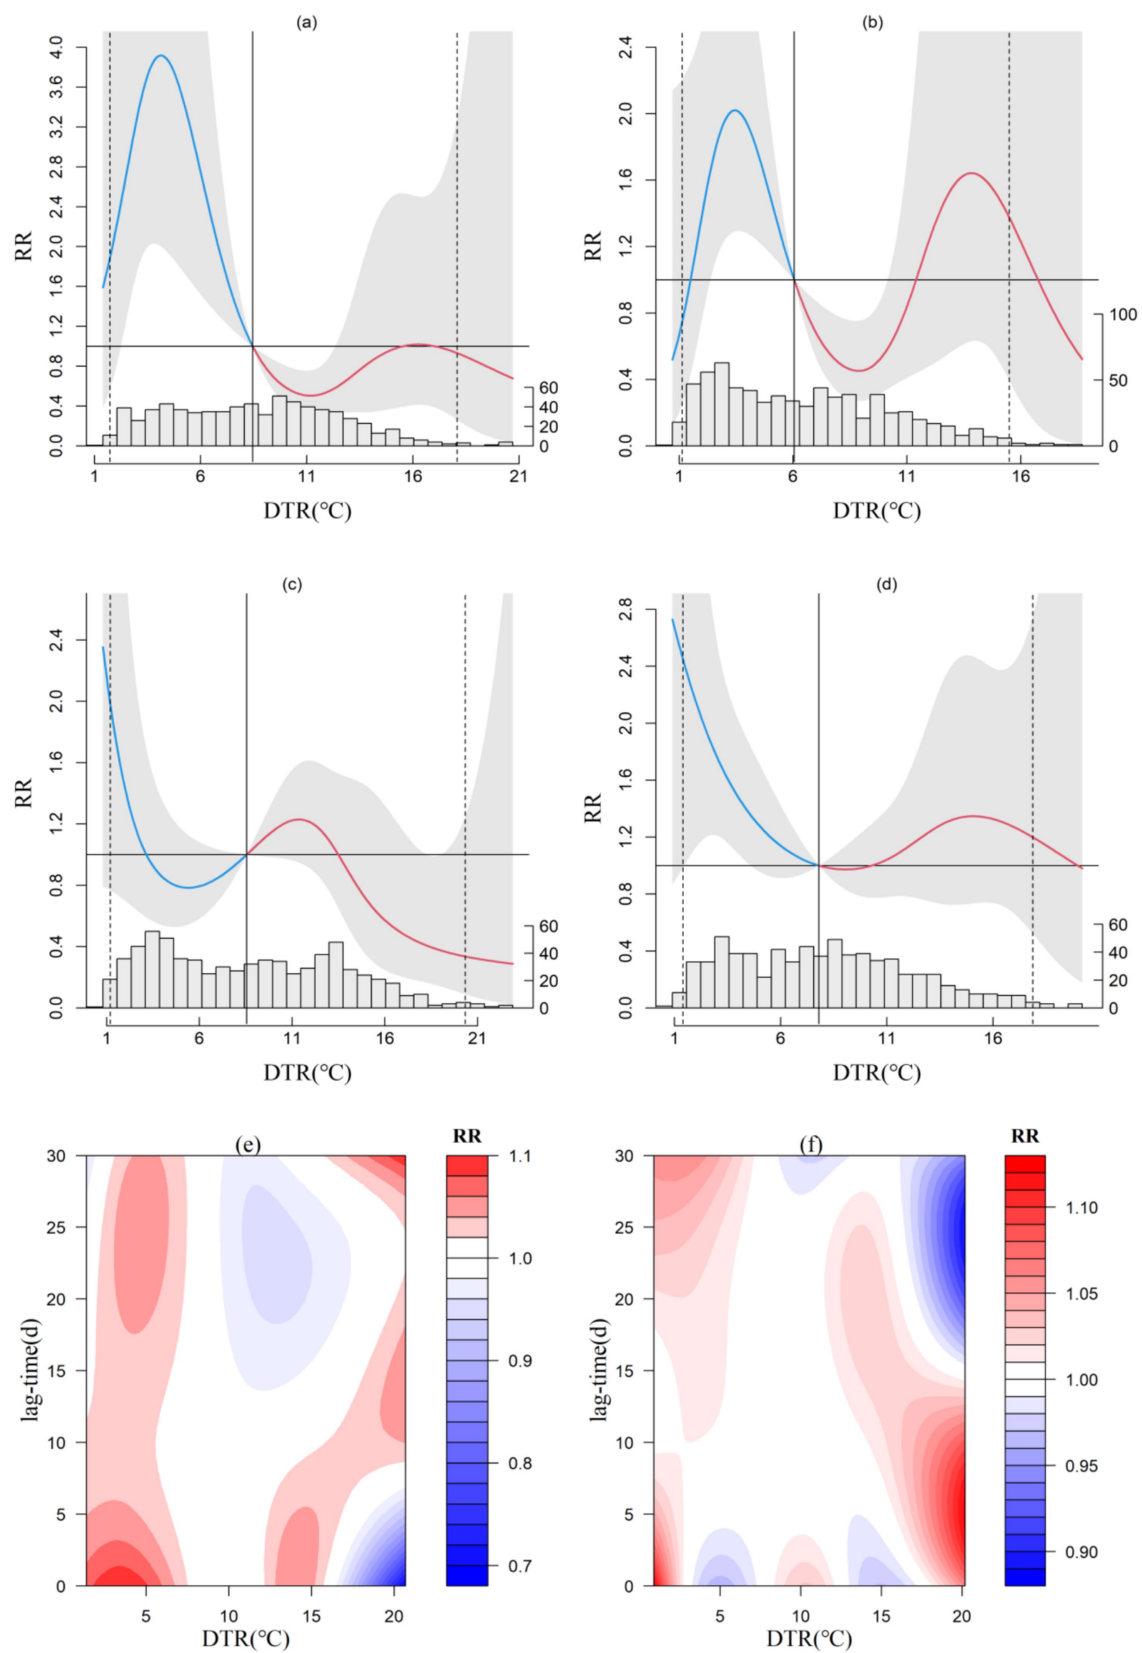 (a)
RR
4.0
3.6
3.2
2.8
2.4
2.0
1.6
1.2
0.8
0.4
0.0
60
40
20
0
1 6 11 16 21
DTR(℃)
(b)
RR
2.4
2.0
1.6
1.2
0.8
0.4
0.0
100
50
0
1 6 11 16
DTR(℃)
(c)
RR
2.4
2.0
1.6
1.2
0.8
0.4
0.0
60
40
20
0
1 6 11 16 21
DTR(℃)
(d)
RR
2.8
2.4
2.0
1.6
1.2
0.8
0.4
0.0
60
40
20
0
1 6 11 16
DTR(℃)
(e)
lag-time(d)
30
25
20
15
10
5
0
5 10 15 20
DTR(℃)
RR
1.1
1.0
0.9
0.8
0.7
(f)
lag-time(d)
30
25
20
15
10
5
0
5 10 15 20
DTR(℃)
RR
1.10
1.05
1.00
0.95
0.90